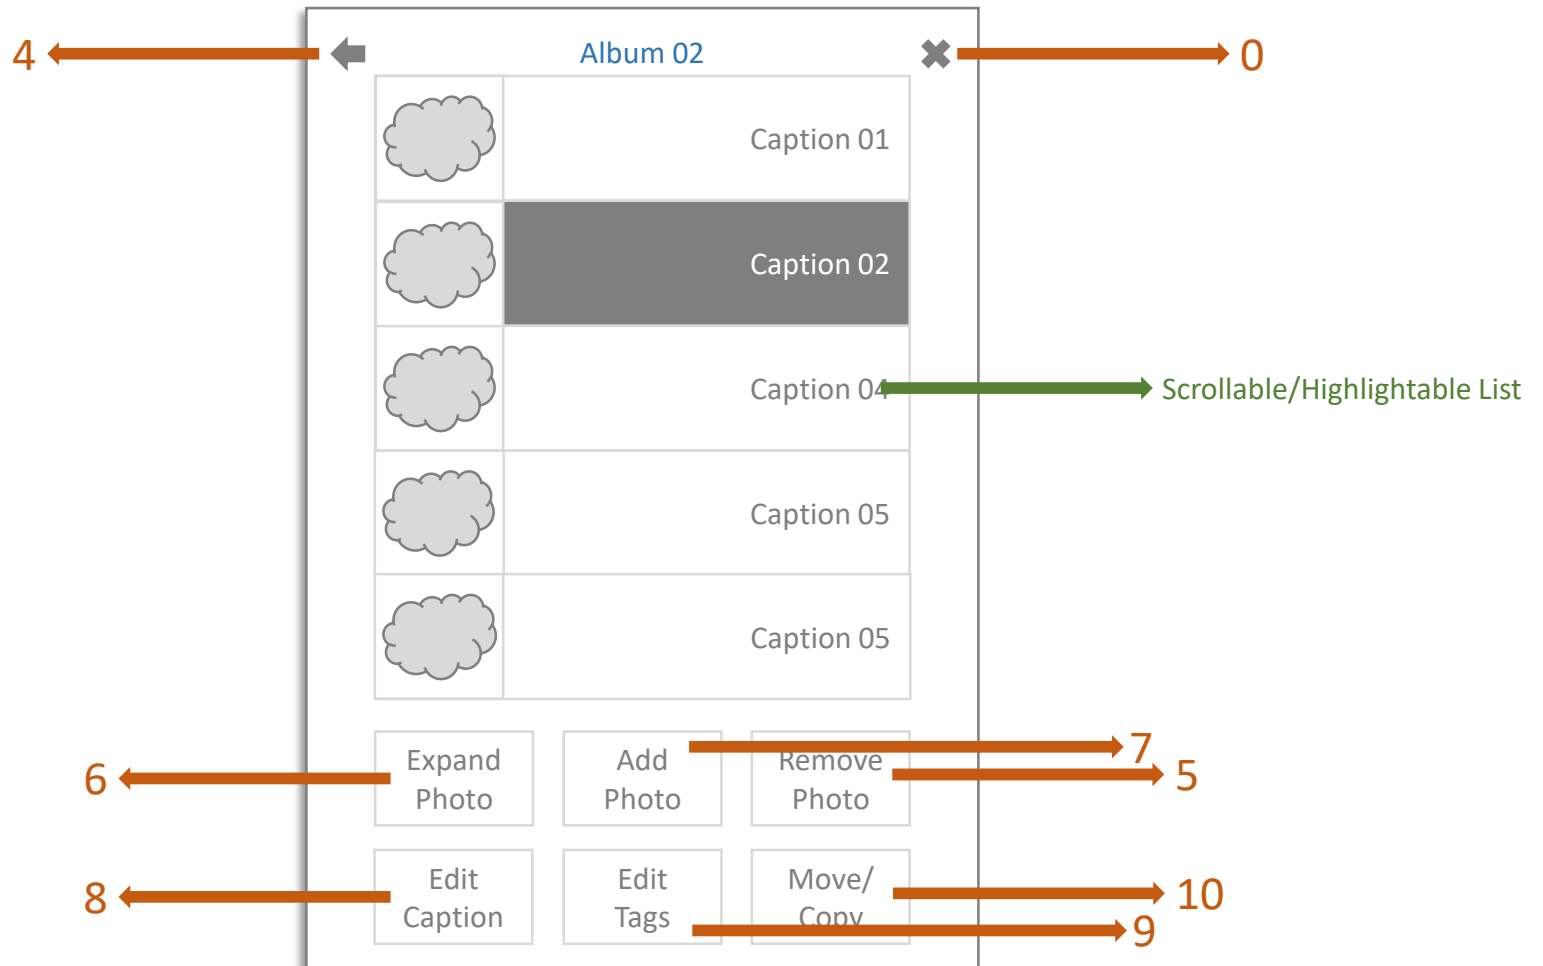 4
Album 02
0
Caption 01
Caption 02
Caption 04
Scrollable/Highlightable List
Caption 05
Caption 05
Expand
Photo
Add
Photo
Remove
Photo
6
7
5
Edit
Caption
Edit
Tags
Move/
Copy
8
10
9